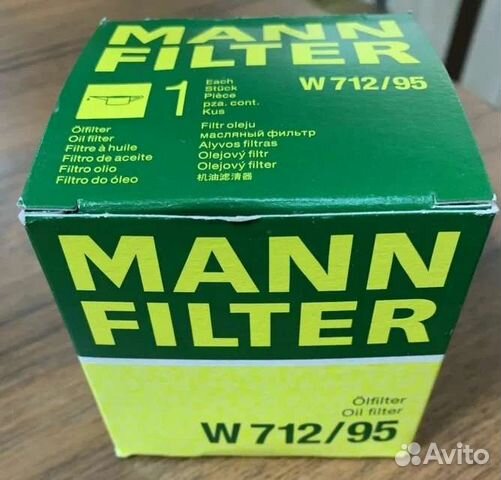 MANN
FILTER
1
Each
Stück
Pièce
pza. cont.
Kus
W 712/95
Ölfilter
Oil filter
Filtre à huile
Filtro de aceite
Filtro olio
Filtro do óleo
Filtr oleju
масляный фильтр
Alyvos filtras
Olejový filtr
Olejový filter
机油滤清器
MANN
FILTER
Ölfilter
Oil filter
W 712/95
Avito